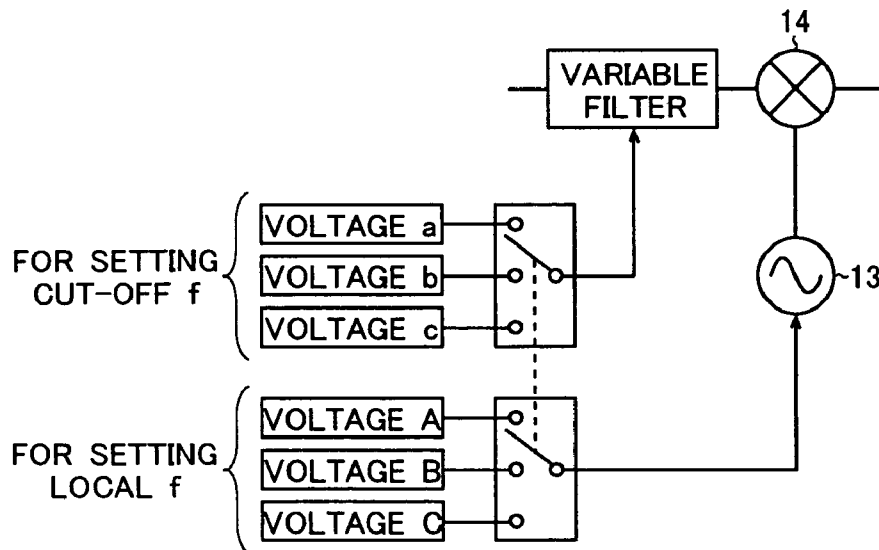 14
VARIABLE
FILTER
VOLTAGE a
FOR SETTING
CUT-OFF f
VOLTAGE b
13
VOLTAGE c
VOLTAGE A
FOR SETTING
LOCAL f
VOLTAGE B
VOLTAGE C